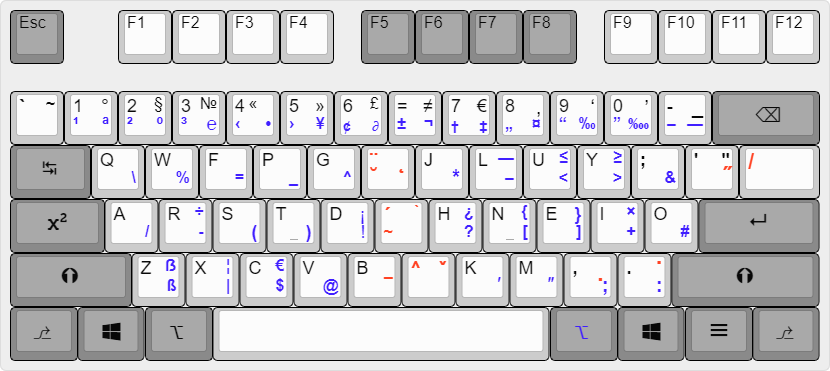 Esc F1 F2 F3 F4 F5 F6 F7 F8 F9 F10 F11 F12
` ~ 1 ° 2 § 3 № 4 « 5 » 6 £ = ≠ 7 € 8 , 9 ‘ 0 ’ - _ ⌫
¹ ª ² º ³ ℮ ‹ • › ¥ ¢ ∂ ± ¬ † ‡ „ ¤ “ ‰ ” ‱ – —
↹ Q W F P G ¨ J L — U ≤ Y ≥ ; ' " /
\ % = _ ^ ˘ * – < > &
x² A R ÷ S T D ¡ ´ ` H ¿ N { E } I × O ↵
/ - ( _ ) ! ~ ? _ [ ] + #
Z ẞ X ¦ C € V B ^ ˇ K M , . ˙
ß | $ @ – ′ ″ ; :
⎇ ⌥ ⌥ ≡ ⎇